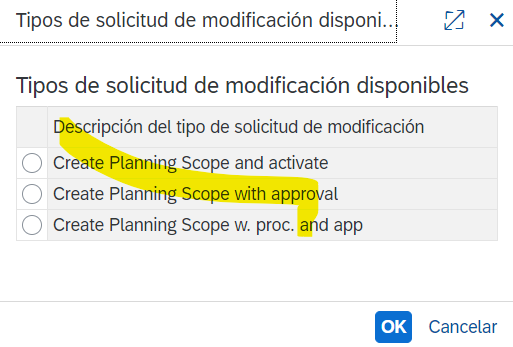 Tipos de solicitud de modificación disponi...
Tipos de solicitud de modificación disponibles
Descripción del tipo de solicitud de modificación
Create Planning Scope and activate
Create Planning Scope with approval
Create Planning Scope w. proc. and app
OK Cancelar